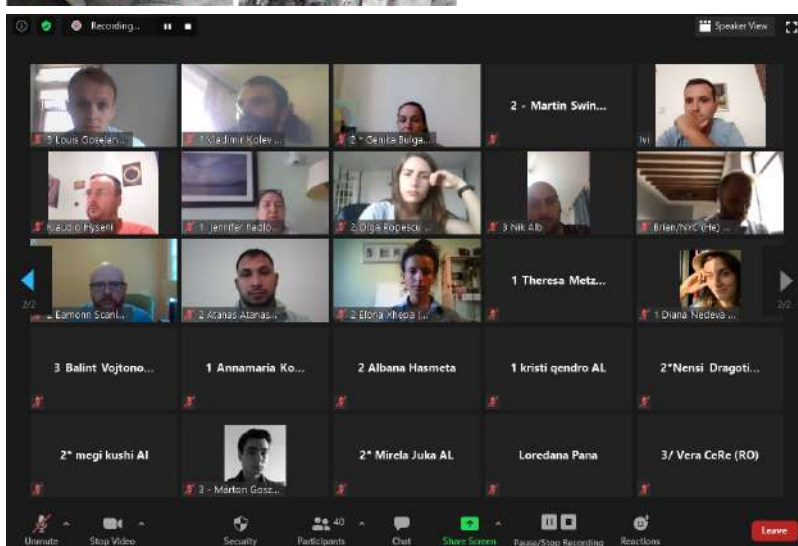 Recording...
Speaker View
3 Louis Goselan...
1 Vladimir Kolev ...
2 * Genika Bulga...
2 - Martin Swin...
Ivi
Klaudio Hyseni
1 Jennifer hadlo...
2 Olga Popescu ...
3 Nik Alb
Brian/NYC (He) ...
2 Eamonn Scanl...
2 Atanas Atanas...
2 Elona Xhepa (...
1 Theresa Metz...
1 Diana Nedeva ...
2/2
2/2
3 Balint Vojtono...
1 Annamaria Ko...
2 Albana Hasmeta
1 kristi qendro AL
2*Nensi Dragoti...
2* megi kushi Al
3 - Márton Gosz...
2* Mirela Juka AL
Loredana Pana
3/ Vera CeRe (RO)
Unmute
Stop Video
Security
Participants
40
Chat
Share Screen
Pause/Stop Recording
Reactions
Leave